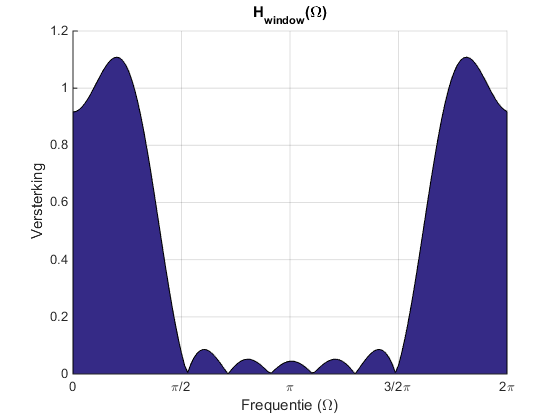 H_window(Ω)
1.2
1
0.8
0.6
0.4
0.2
0
Versterking
0 π/2 π 3/2π 2π
Frequentie (Ω)